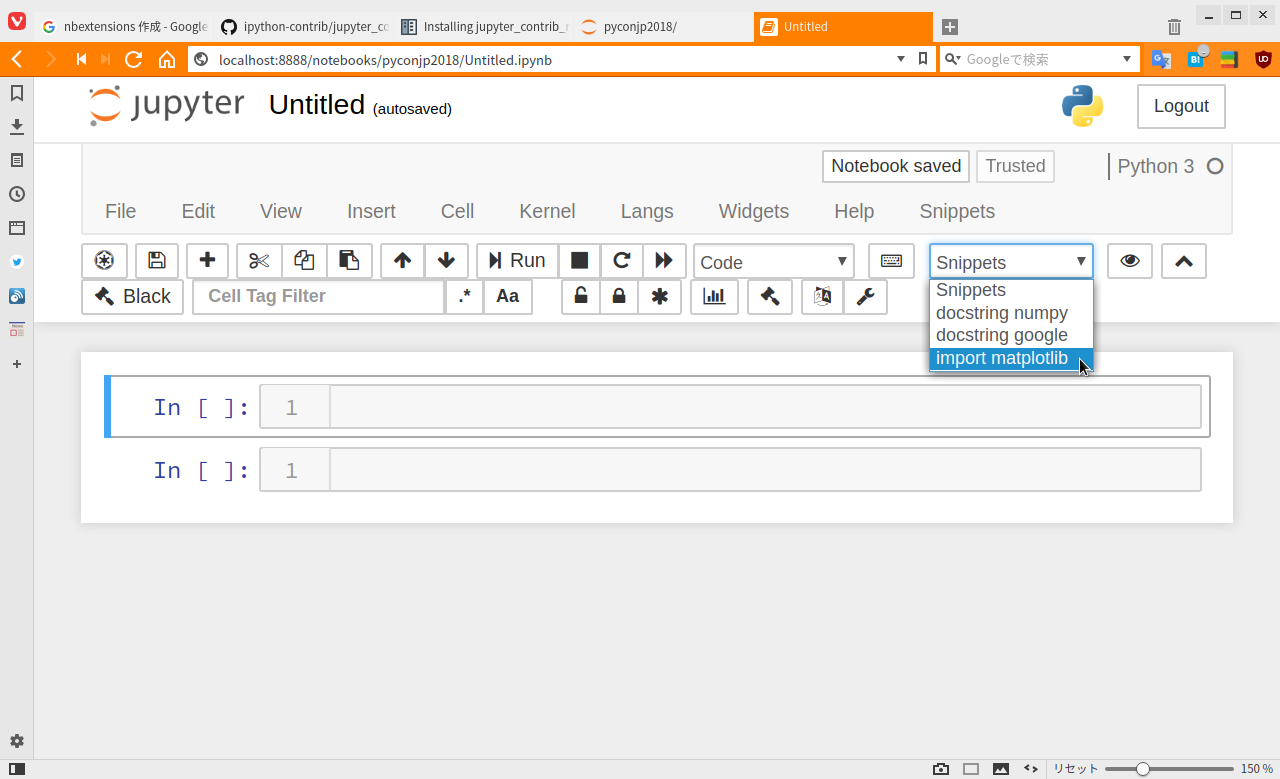 nbextensions 作成 - Google
ipython-contrib/jupyter_co
Installing jupyter_contrib_
pyconjp2018/
Untitled
localhost:8888/notebooks/pyconjp2018/Untitled.ipynb
Googleで検索
B!
jupyter Untitled (autosaved)
Logout
Notebook saved
Trusted
Python 3
File Edit View Insert Cell Kernel Langs Widgets Help Snippets
Run
Code
Snippets
Black
Cell Tag Filter
.*
Aa
Snippets
docstring numpy
docstring google
import matplotlib
In [ ]: 1
In [ ]: 1
リセット
150 %